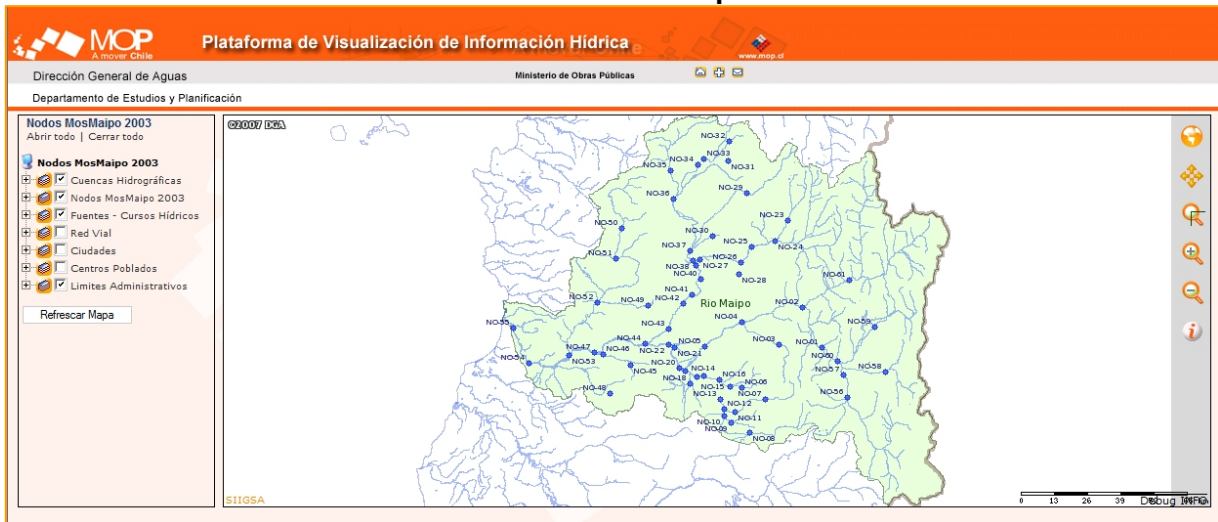 MOP
A mover Chile
Plataforma de Visualización de Información Hídrica
www.mop.cl
Dirección General de Aguas
Ministerio de Obras Públicas
Departamento de Estudios y Planificación
Nodos MosMaipo 2003
Abrir todo | Cerrar todo
Nodos MosMaipo 2003
Cuencas Hidrográficas
Nodos MosMaipo 2003
Fuentes - Cursos Hídricos
Red Vial
Ciudades
Centros Poblados
Limites Administrativos
Refrescar Mapa
©2007 DGA
NO-32
NO-33
NO-34
NO-35
NO-31
NO-36
NO-29
NO-23
NO-50
NO-30
NO-25
NO-24
NO-37
NO-51
NO-26
NO-38
NO-27
NO-40
NO-28
NO-61
NO-41
NO-52
NO-49
NO-42
NO-02
Rio Maipo
NO-04
NO-55
NO-43
NO-59
NO-44
NO-05
NO-03
NO-01
NO-47
NO-46
NO-22
NO-21
NO-54
NO-53
NO-60
NO-20
NO-45
NO-14
NO-57
NO-58
NO-18
NO-16
NO-48
NO-15
NO-06
NO-13
NO-07
NO-56
NO-12
NO-11
NO-10
NO-09
NO-08
SIIGSA
0
13
26
39
Debug INFO